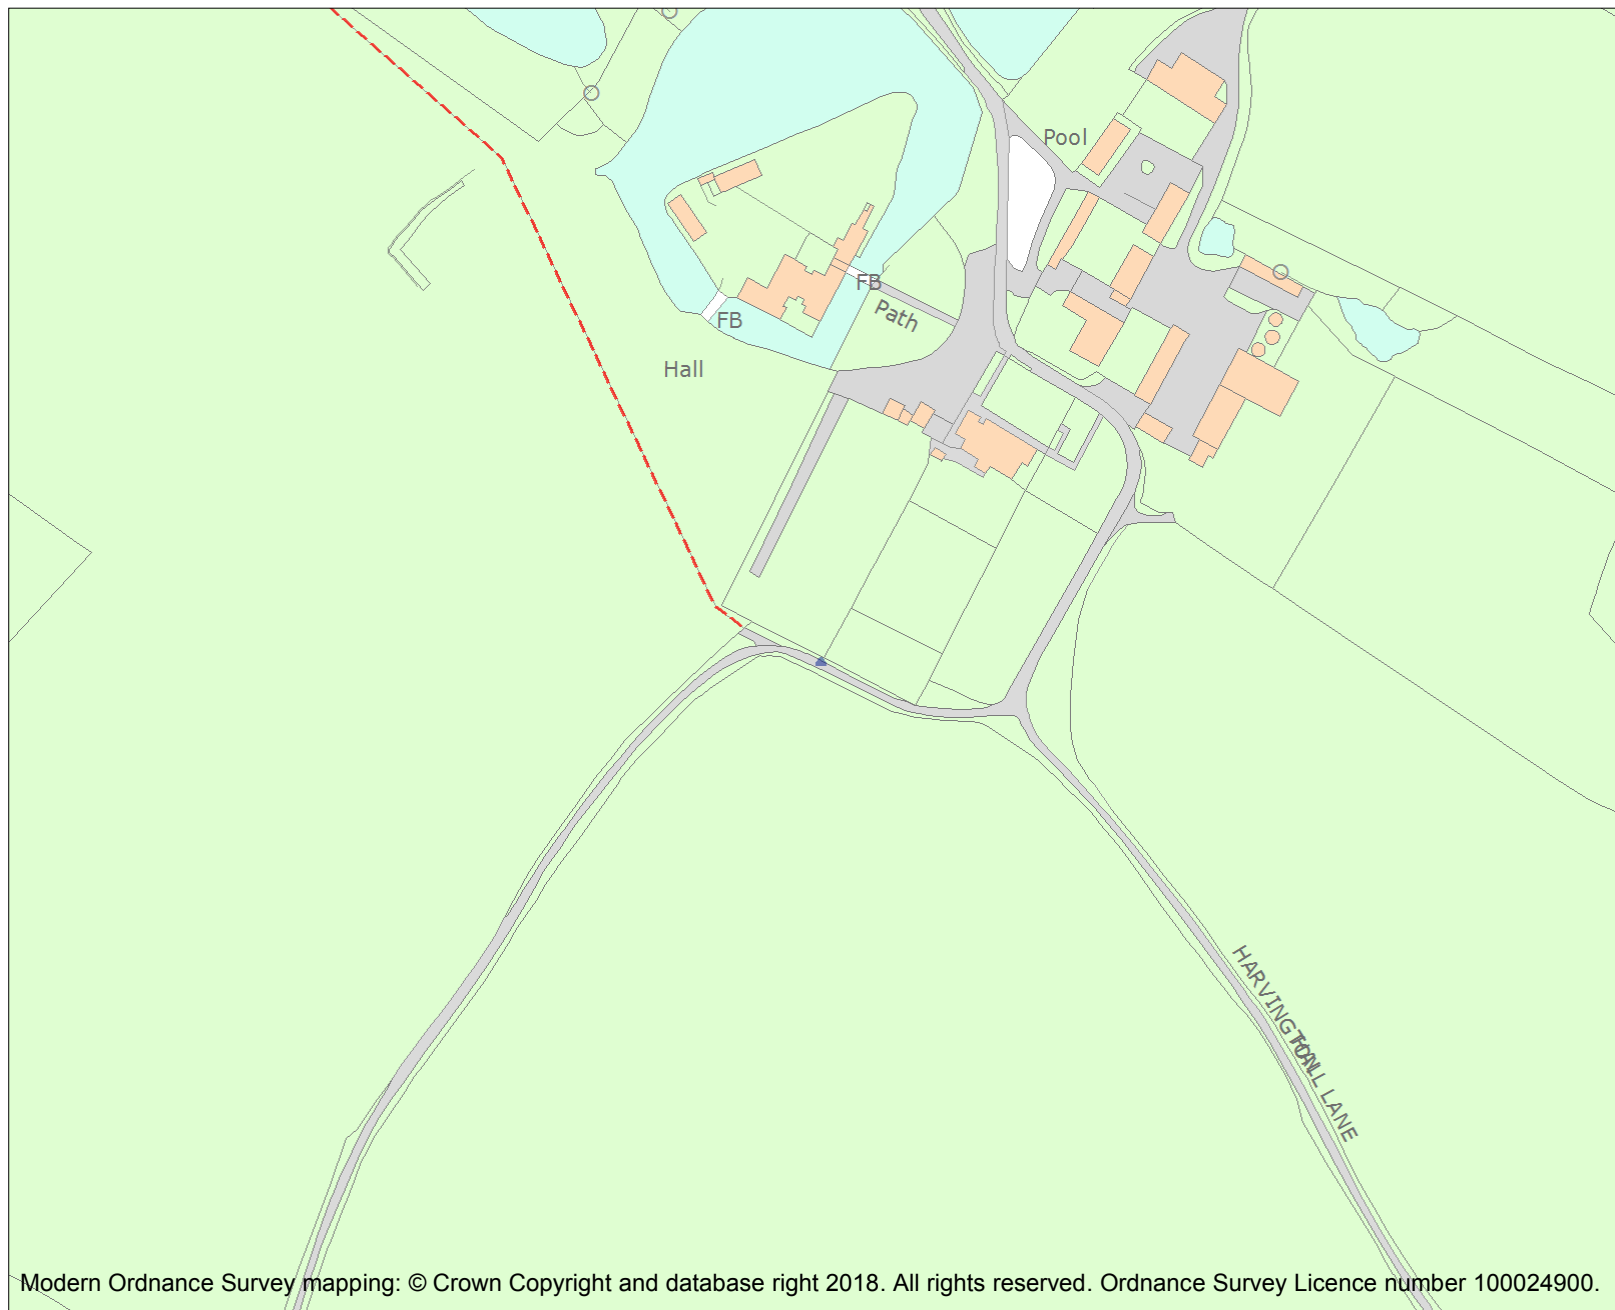 Pool
FB
Path
FB
Hall
HARVINGTON
HALL LANE
Modern Ordnance Survey mapping: © Crown Copyright and database right 2018. All rights reserved. Ordnance Survey Licence number 100024900.